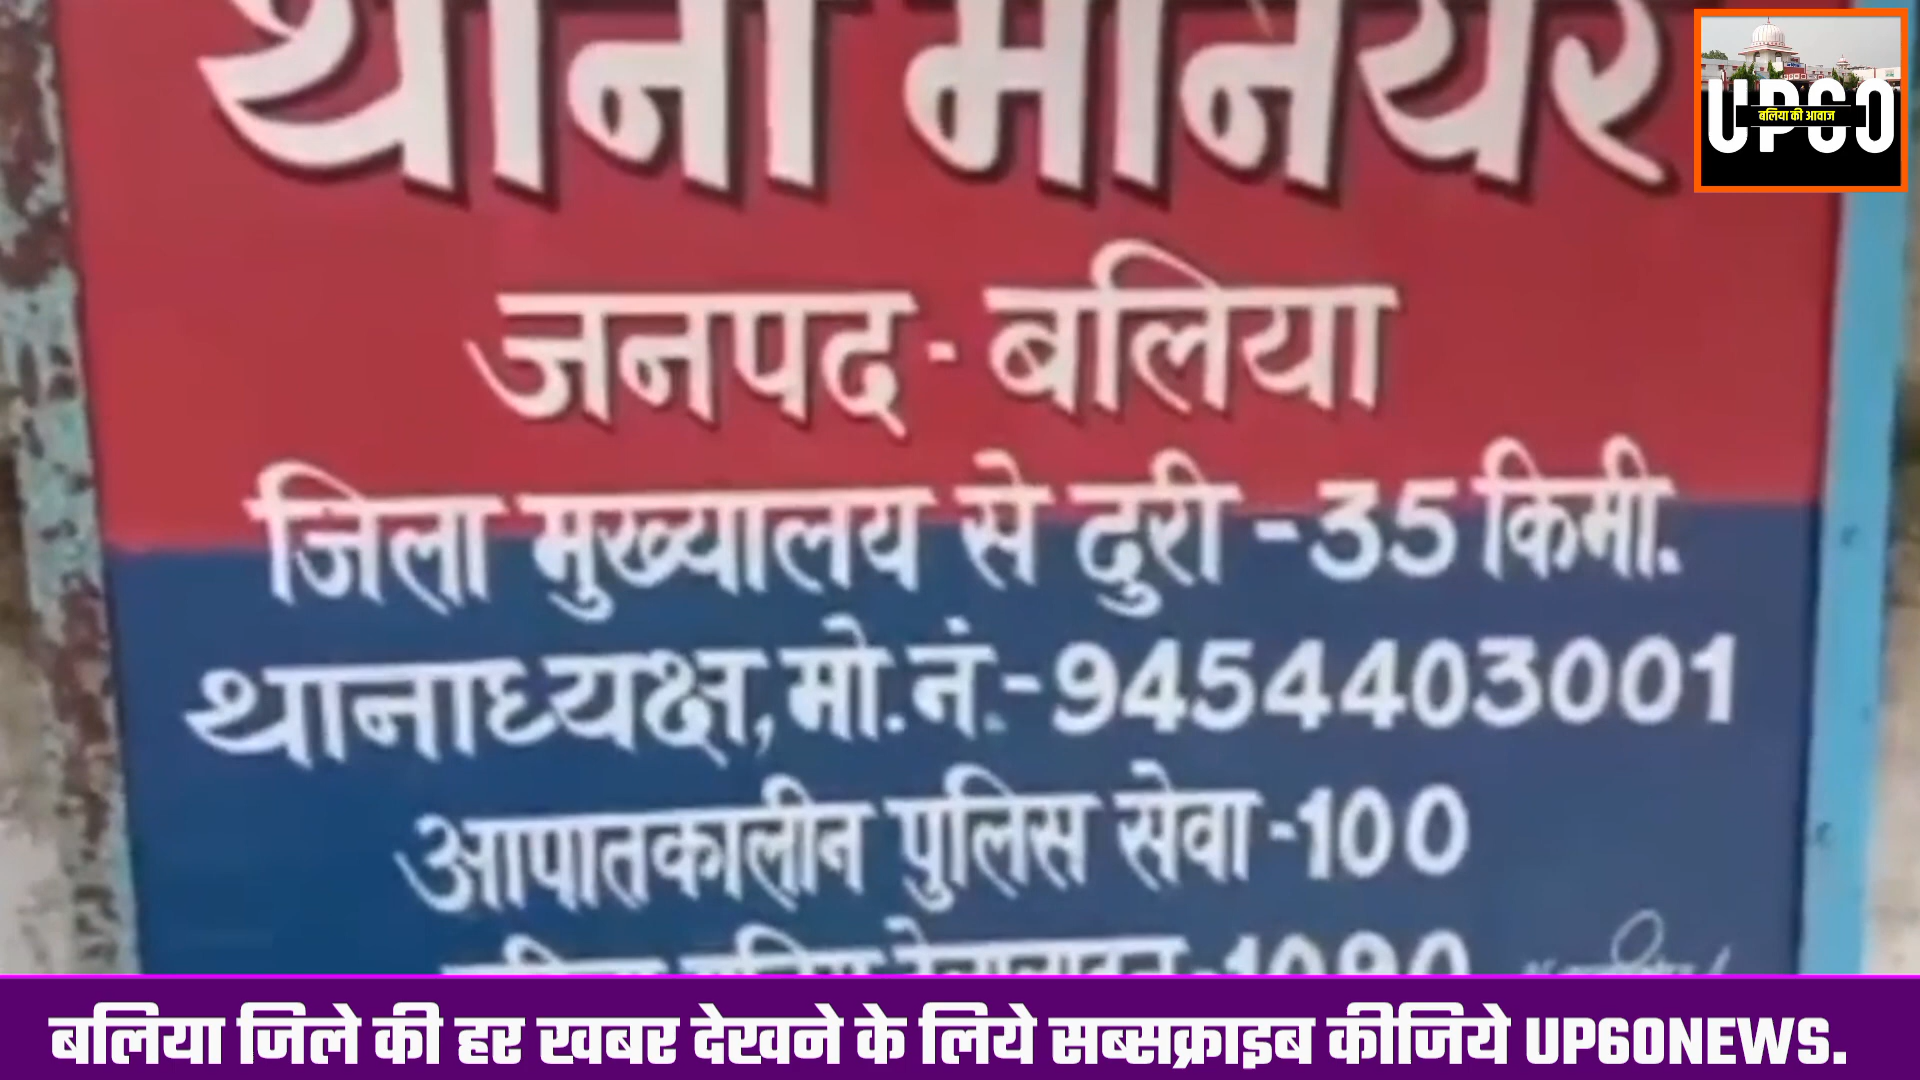 थाना मनियर
UP60
बलिया की आवाज
जनपद - बलिया
जिला मुख्यालय से दुरी - 35 किमी.
थानाध्यक्ष, मो. नं.- 9454403001
आपातकालीन पुलिस सेवा - 100
बलिया जिले की हर खबर देखने के लिये सब्सक्राइब कीजिये UP60NEWS.